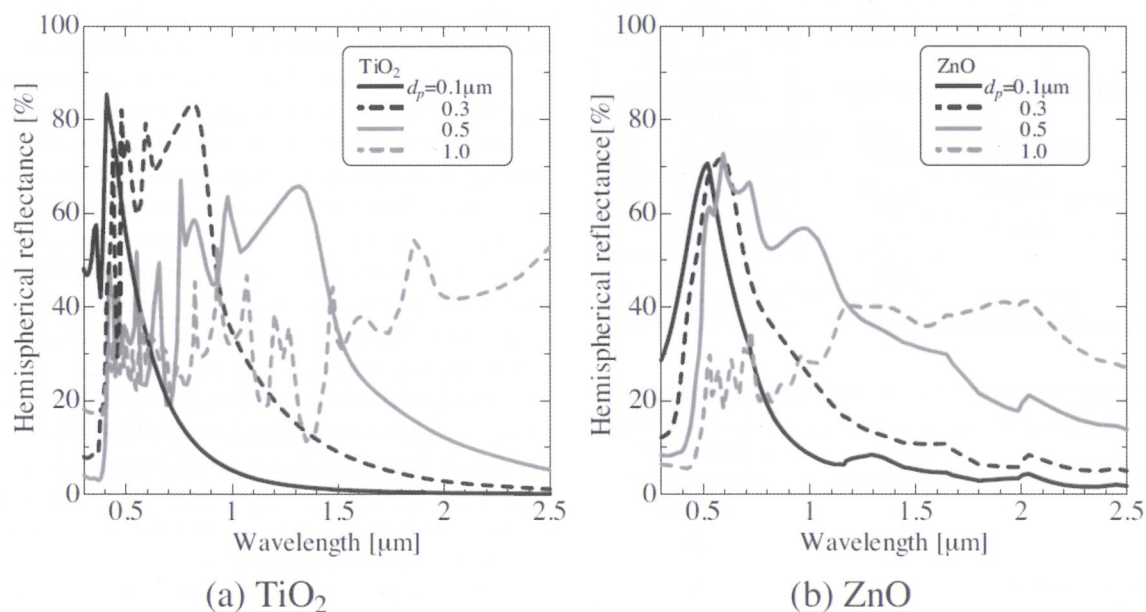 Hemispherical reflectance [%]
100
80
60
40
20
0
TiO₂
dₚ=0.1μm
0.3
0.5
1.0
0.5
1
1.5
2
2.5
Wavelength [μm]
(a) TiO₂
Hemispherical reflectance[%]
100
80
60
40
20
0
ZnO
dₚ=0.1μm
0.3
0.5
1.0
0.5
1
1.5
2
2.5
Wavelength [μm]
(b) ZnO